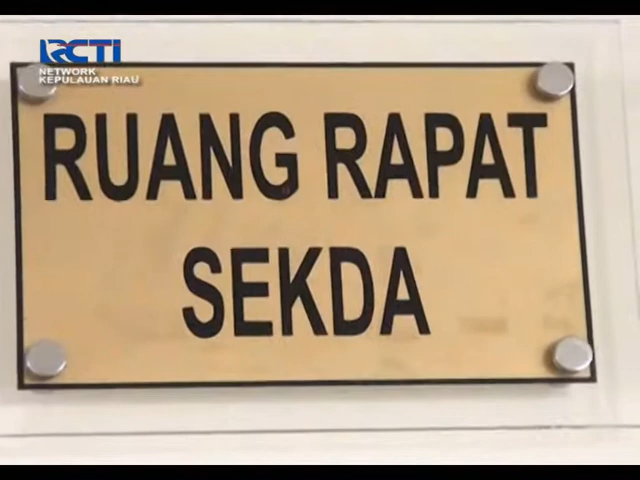 RCTI
NETWORK
KEPULAUAN RIAU
RUANG RAPAT
SEKDA